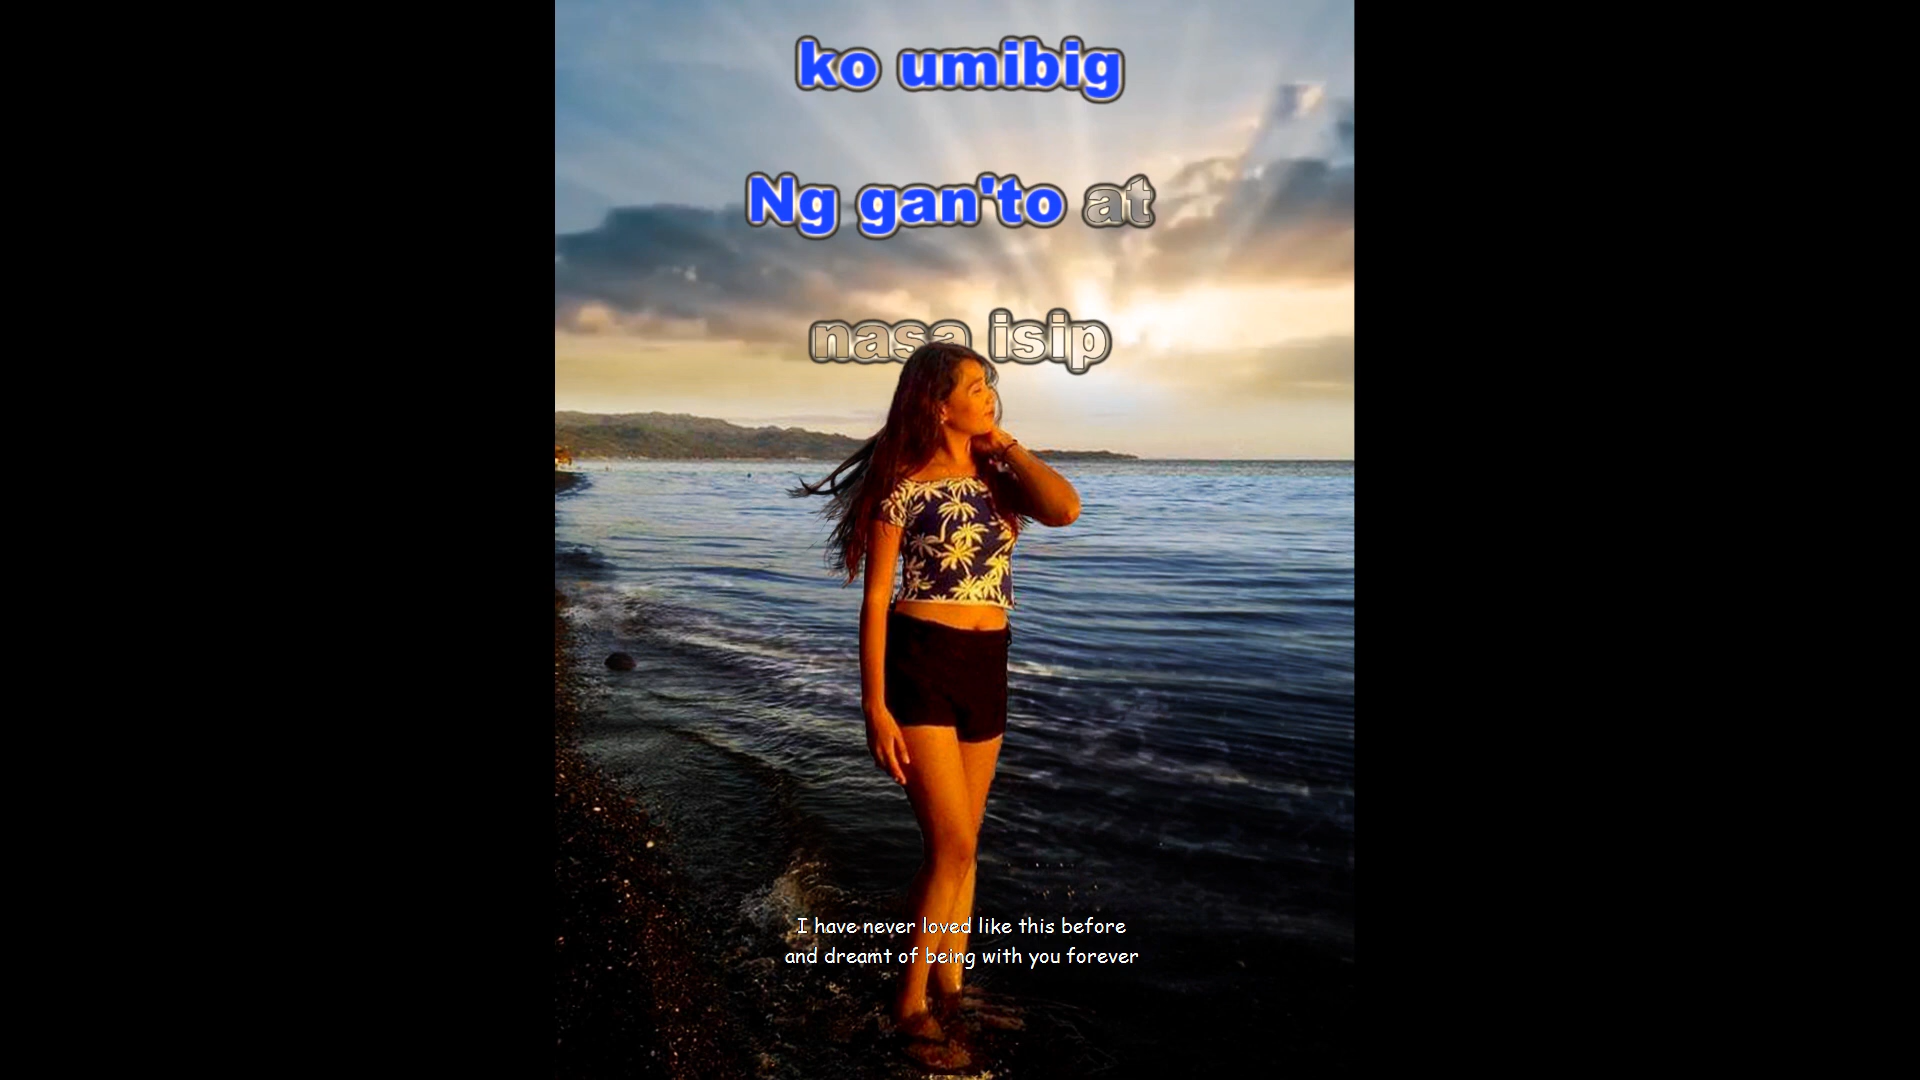 ko umibig
Ng gan'to at
nasa isip
I have never loved like this before
and dreamt of being with you forever